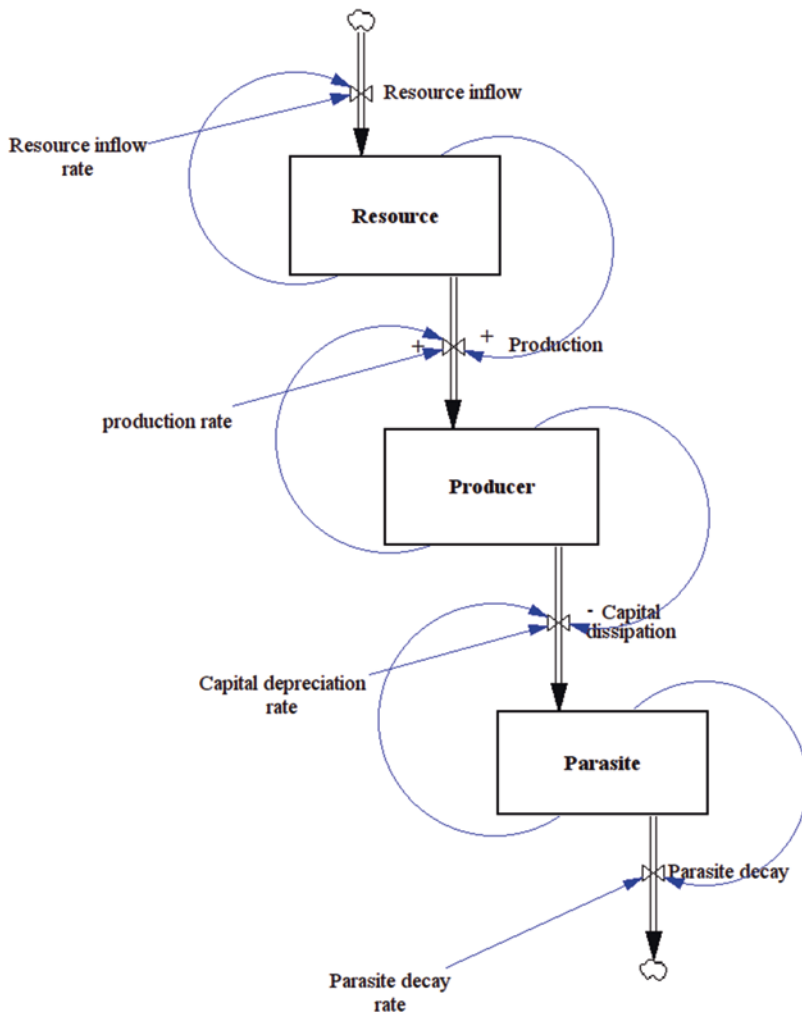 Resource inflow
Resource inflow
rate
Resource
+
+
Production
production rate
Producer
- Capital
dissipation
Capital depreciation
rate
Parasite
Parasite decay
Parasite decay
rate